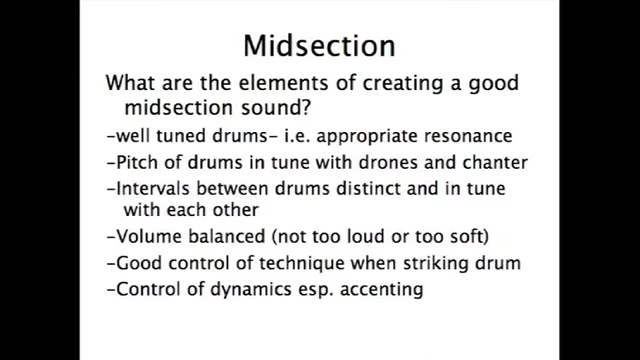 Midsection
What are the elements of creating a good
midsection sound?
-well tuned drums- i.e. appropriate resonance
-Pitch of drums in tune with drones and chanter
-Intervals between drums distinct and in tune
with each other
-Volume balanced (not too loud or too soft)
-Good control of technique when striking drum
-Control of dynamics esp. accenting